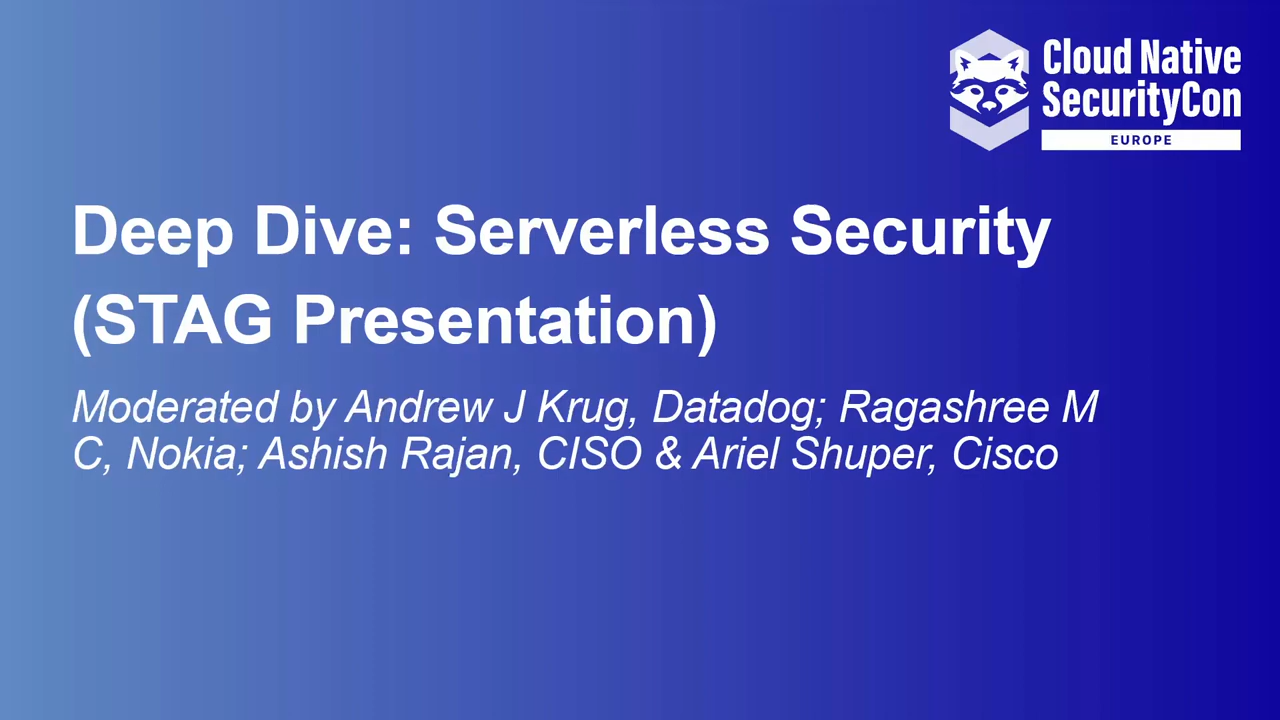 Cloud Native
SecurityCon
EUROPE
Deep Dive: Serverless Security
(STAG Presentation)
Moderated by Andrew J Krug, Datadog; Ragashree M
C, Nokia; Ashish Rajan, CISO & Ariel Shuper, Cisco